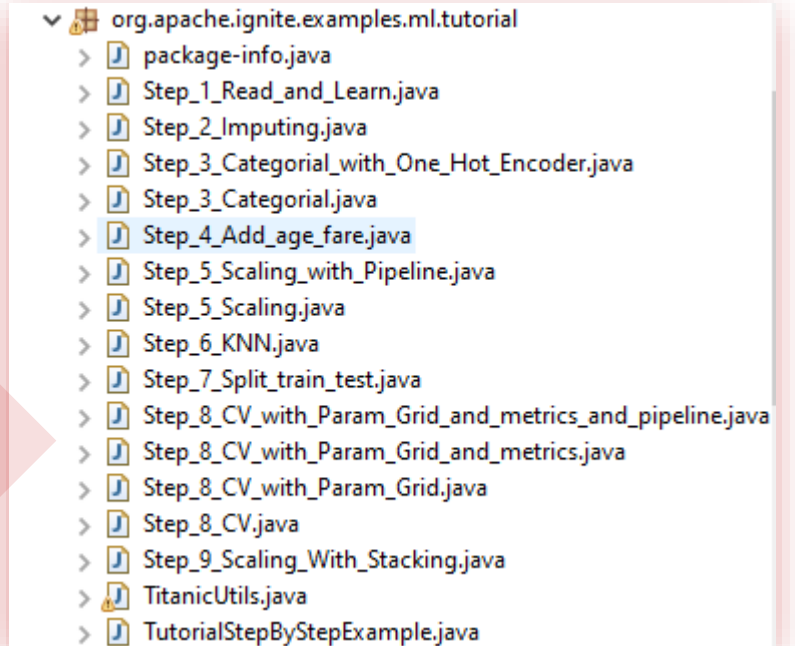 org.apache.ignite.examples.ml.tutorial
package-info.java
Step_1_Read_and_Learn.java
Step_2_Imputing.java
Step_3_Categorial_with_One_Hot_Encoder.java
Step_3_Categorial.java
Step_4_Add_age_fare.java
Step_5_Scaling_with_Pipeline.java
Step_5_Scaling.java
Step_6_KNN.java
Step_7_Split_train_test.java
Step_8_CV_with_Param_Grid_and_metrics_and_pipeline.java
Step_8_CV_with_Param_Grid_and_metrics.java
Step_8_CV_with_Param_Grid.java
Step_8_CV.java
Step_9_Scaling_With_Stacking.java
TitanicUtils.java
TutorialStepByStepExample.java